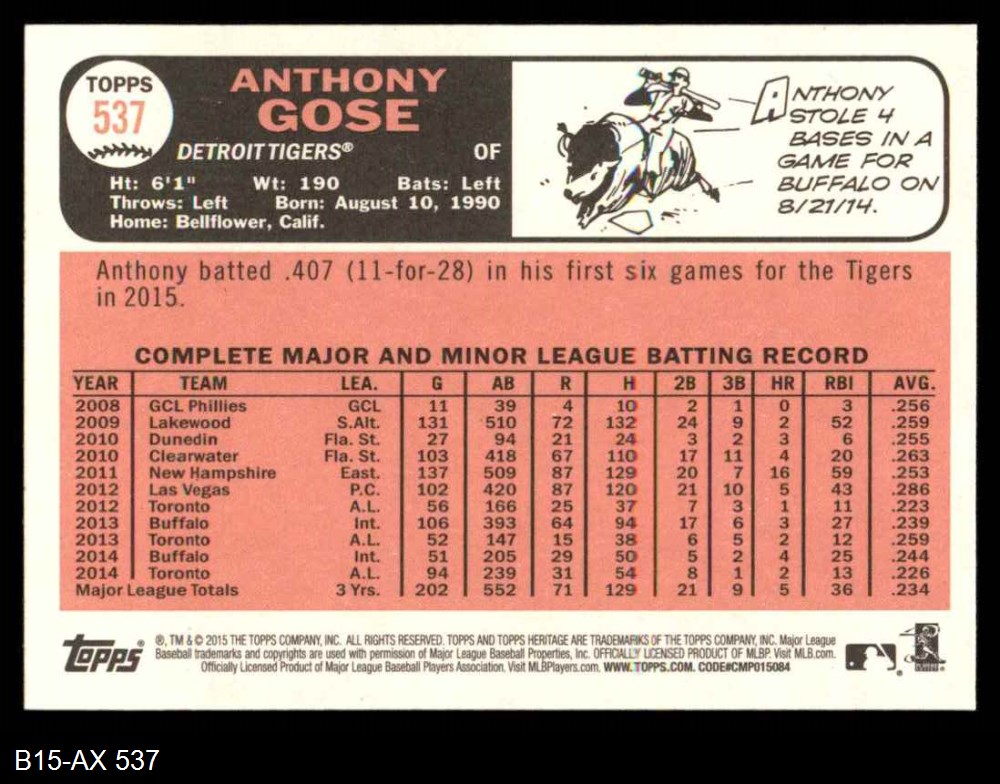 TOPPS
537
ANTHONY
GOSE
DETROIT TIGERS® OF
Ht: 6'1" Wt: 190 Bats: Left
Throws: Left Born: August 10, 1990
Home: Bellflower, Calif.
ANTHONY
STOLE 4
BASES IN A
GAME FOR
BUFFALO ON
8/21/14.
Anthony batted .407 (11-for-28) in his first six games for the Tigers
in 2015.
COMPLETE MAJOR AND MINOR LEAGUE BATTING RECORD
YEAR TEAM LEA. G AB R H 2B 3B HR RBI AVG.
2008 GCL Phillies GCL 11 39 4 10 2 1 0 3 .256
2009 Lakewood S.Alt. 131 510 72 132 24 9 2 52 .259
2010 Dunedin Fla. St. 27 94 21 24 3 2 3 6 .255
2010 Clearwater Fla. St. 103 418 67 110 17 11 4 20 .263
2011 New Hampshire East. 137 509 87 129 20 7 16 59 .253
2012 Las Vegas P.C. 102 420 87 120 21 10 5 43 .286
2012 Toronto A.L. 56 166 25 37 7 3 1 11 .223
2013 Buffalo Int. 106 393 64 94 17 6 3 27 .239
2013 Toronto A.L. 52 147 15 38 6 5 2 12 .259
2014 Buffalo Int. 51 205 29 50 5 2 4 25 .244
2014 Toronto A.L. 94 239 31 54 8 1 2 13 .226
Major League Totals 3 Yrs. 202 552 71 129 21 9 5 36 .234
Topps®
®, TM & © 2015 THE TOPPS COMPANY, INC. ALL RIGHTS RESERVED. TOPPS AND TOPPS HERITAGE ARE TRADEMARKS OF THE TOPPS COMPANY, INC. Major League
Baseball trademarks and copyrights are used with permission of Major League Baseball Properties, Inc. OFFICIALLY LICENSED PRODUCT OF MLBP. Visit MLB.com.
Officially Licensed Product of Major League Baseball Players Association. Visit MLBPlayers.com. WWW.TOPPS.COM. CODE#CMP015084
B15-AX 537